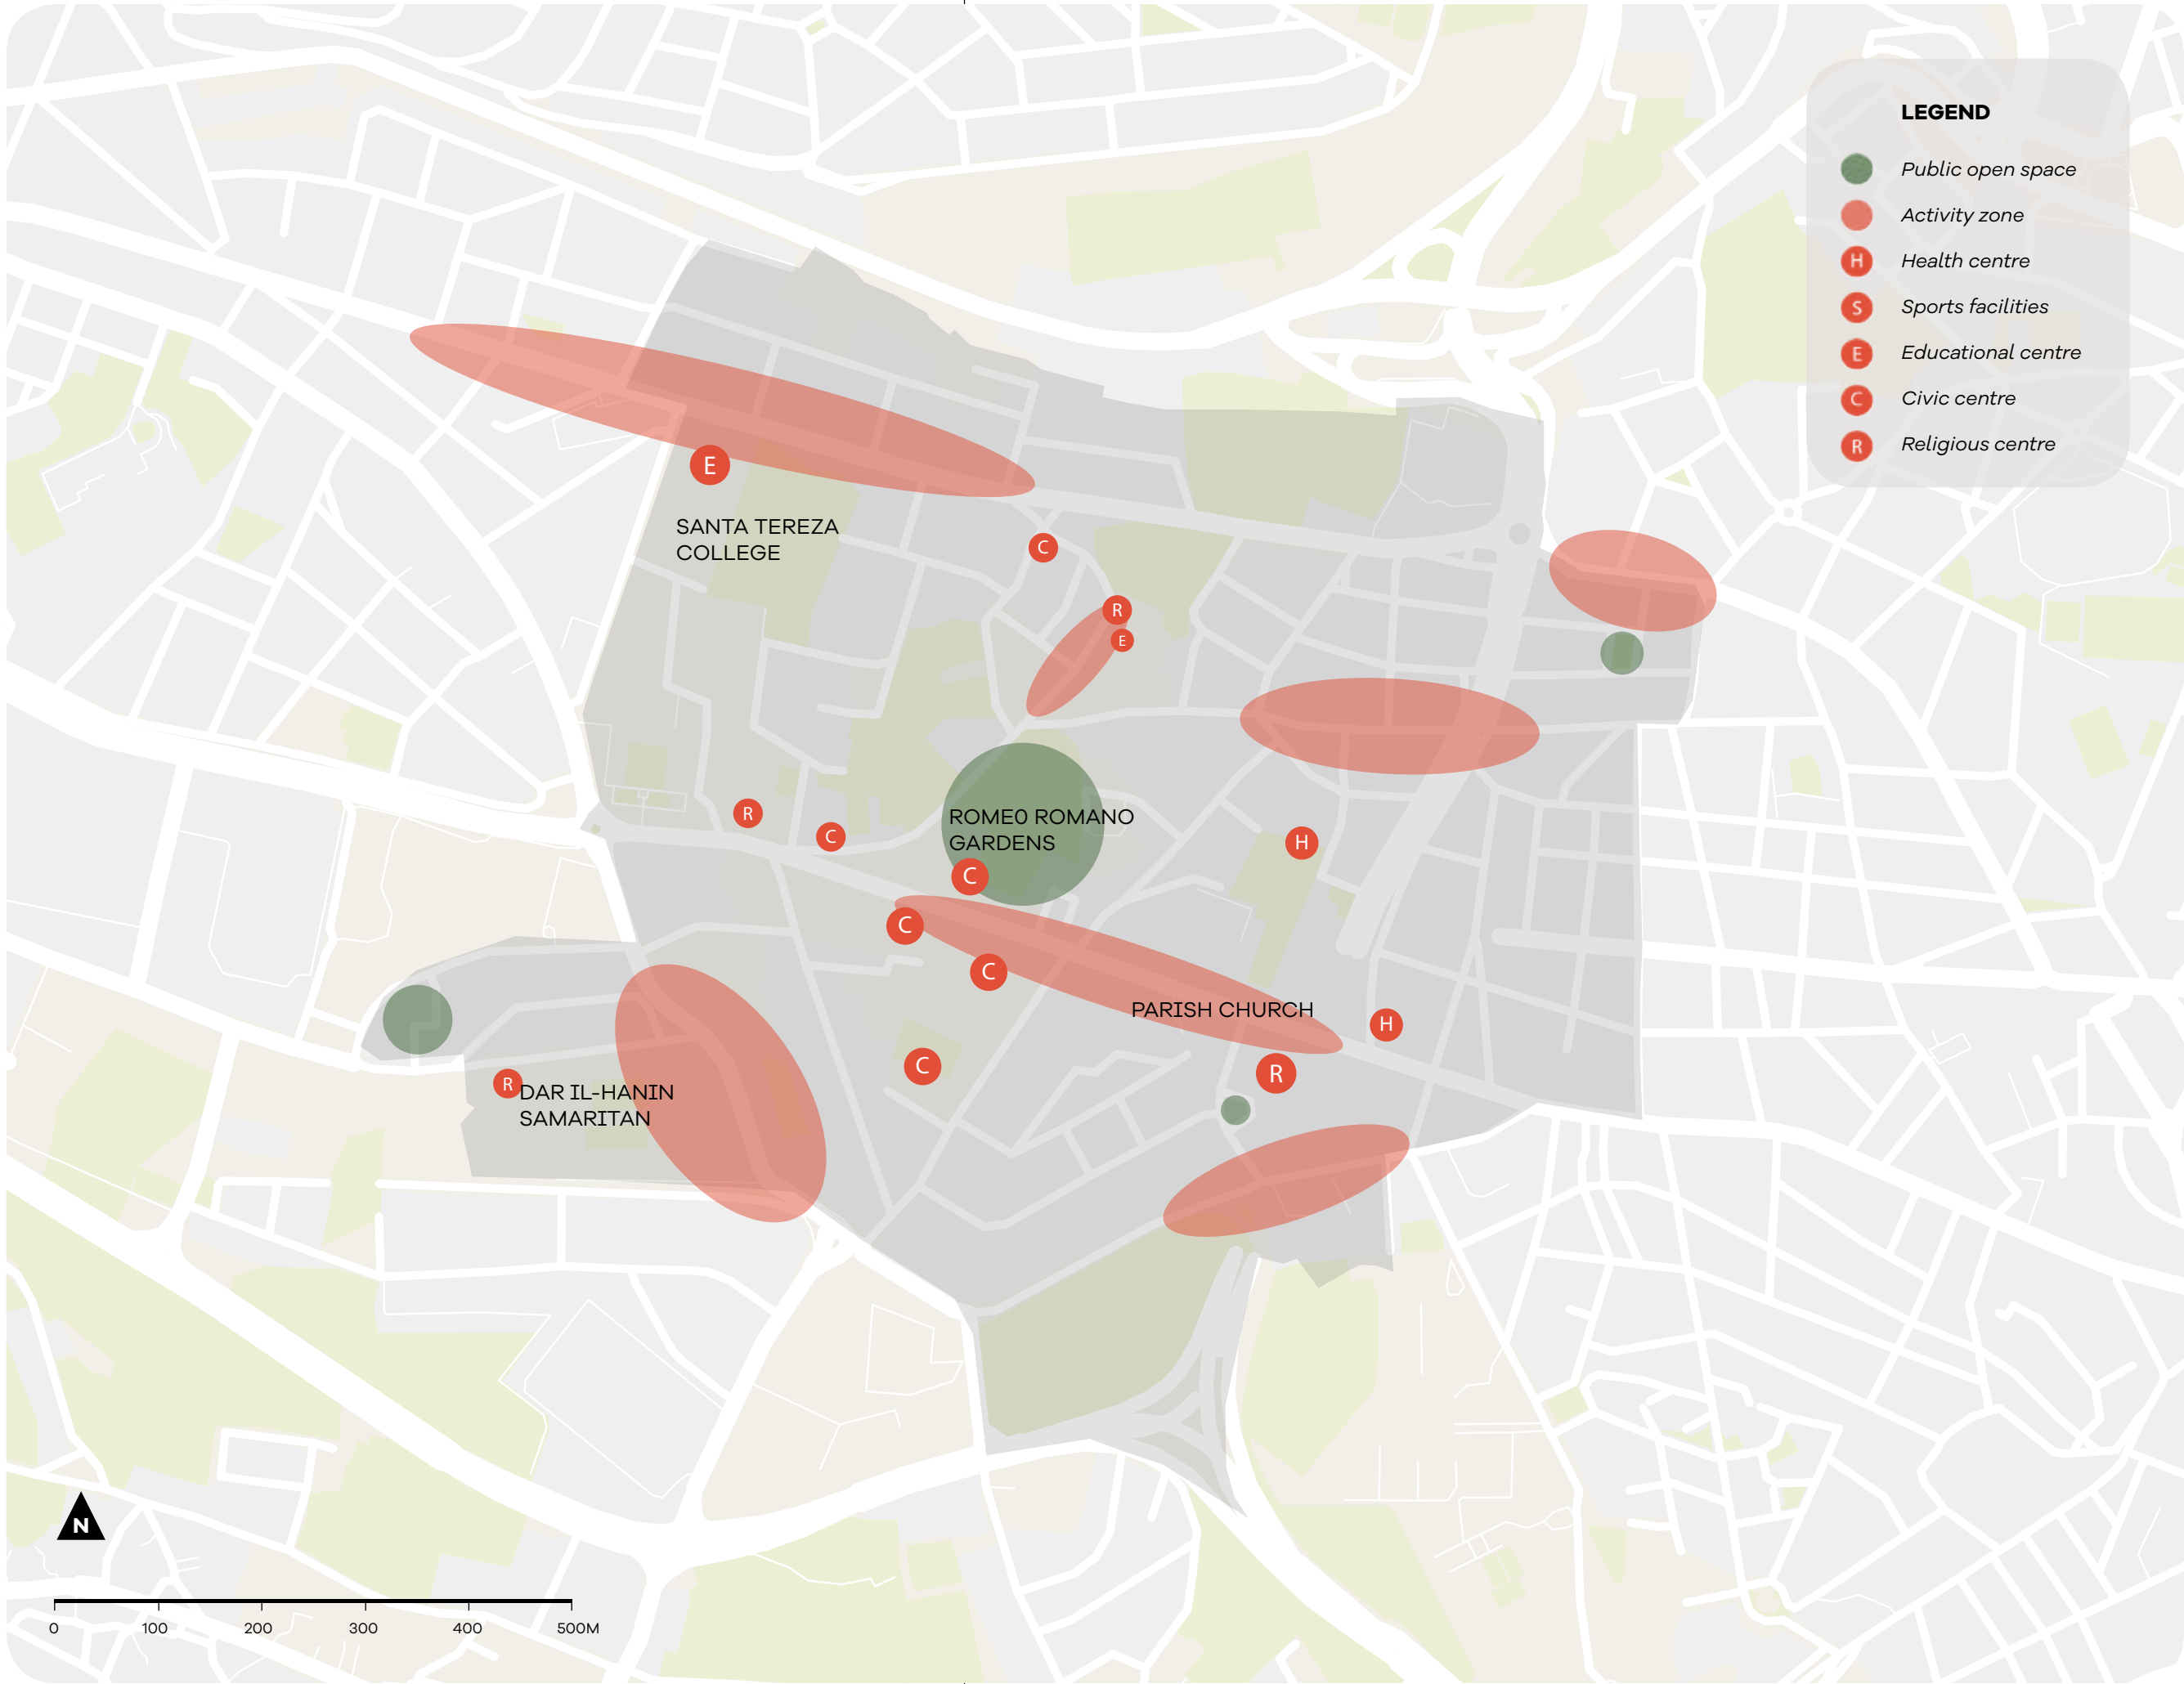 LEGEND
Public open space
Activity zone
H Health centre
S Sports facilities
E Educational centre
C Civic centre
R Religious centre
E
SANTA TEREZA
COLLEGE
C
R
E
R
C
ROME0 ROMANO
GARDENS
H
C
C
C
PARISH CHURCH
H
C
R
R
DAR IL-HANIN
SAMARITAN
N
0 100 200 300 400 500M